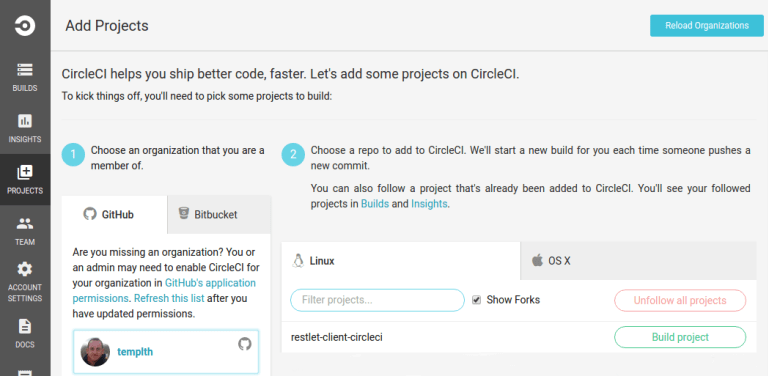 Add Projects
Reload Organizations
BUILDS
INSIGHTS
PROJECTS
TEAM
ACCOUNT
SETTINGS
DOCS
CircleCI helps you ship better code, faster. Let's add some projects on CircleCI.
To kick things off, you'll need to pick some projects to build:
1
Choose an organization that you are a
member of.
GitHub
Bitbucket
Are you missing an organization? You or
an admin may need to enable CircleCI for
your organization in GitHub's application
permissions. Refresh this list after you
have updated permissions.
templth
2
Choose a repo to add to CircleCI. We'll start a new build for you each time someone pushes
a new commit.
You can also follow a project that's already been added to CircleCI. You'll see your followed
projects in Builds and Insights.
Linux
OS X
Filter projects...
Show Forks
Unfollow all projects
restlet-client-circleci
Build project